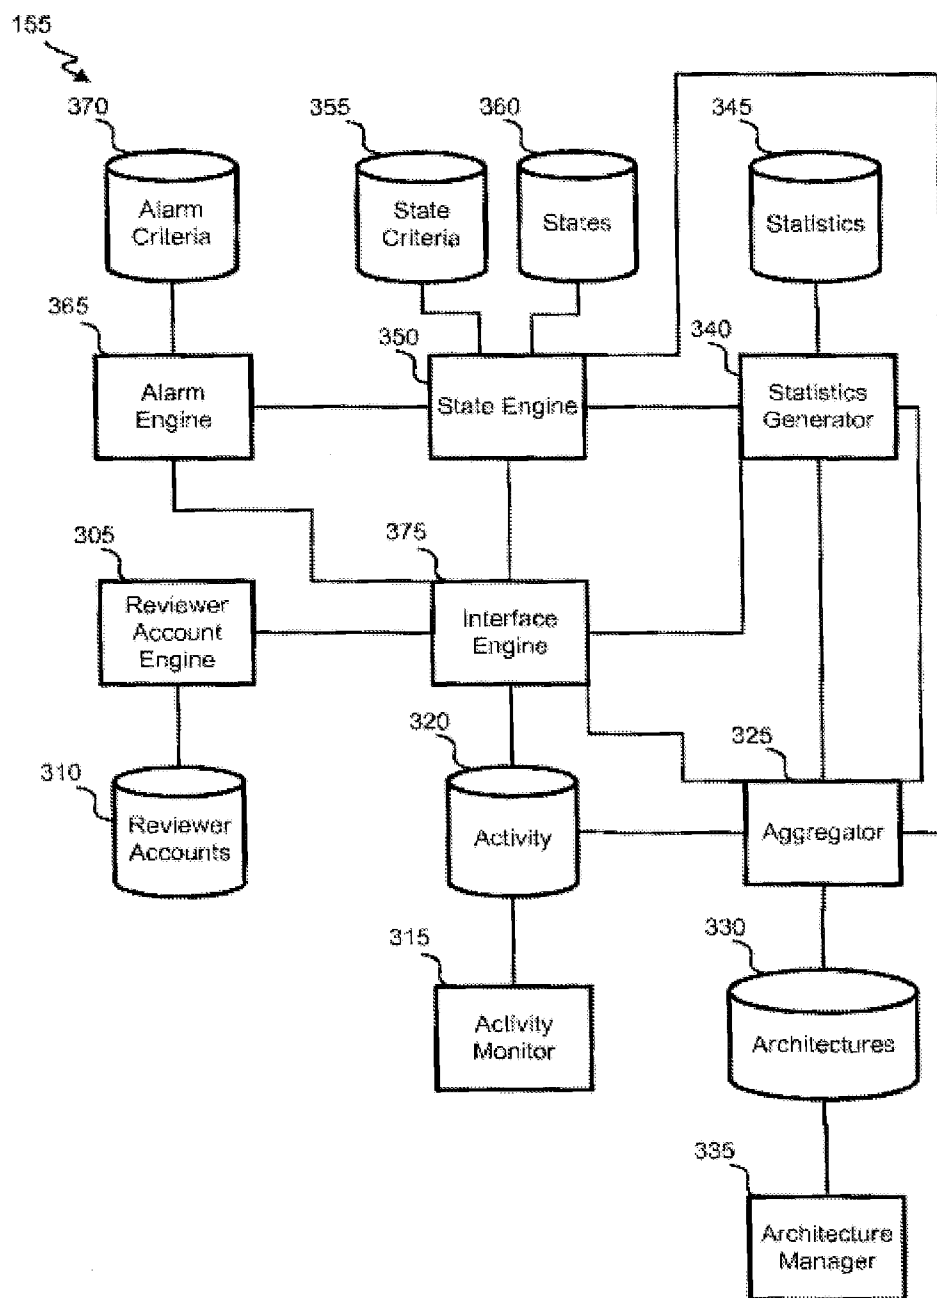 155
370
355
360
345
Alarm
Criteria
State
Criteria
States
Statistics
365
350
340
Alarm
Engine
State Engine
Statistics
Generator
305
375
Reviewer
Account
Engine
Interface
Engine
310
320
325
Reviewer
Accounts
Activity
Aggregator
315
330
Activity
Monitor
Architectures
335
Architecture
Manager